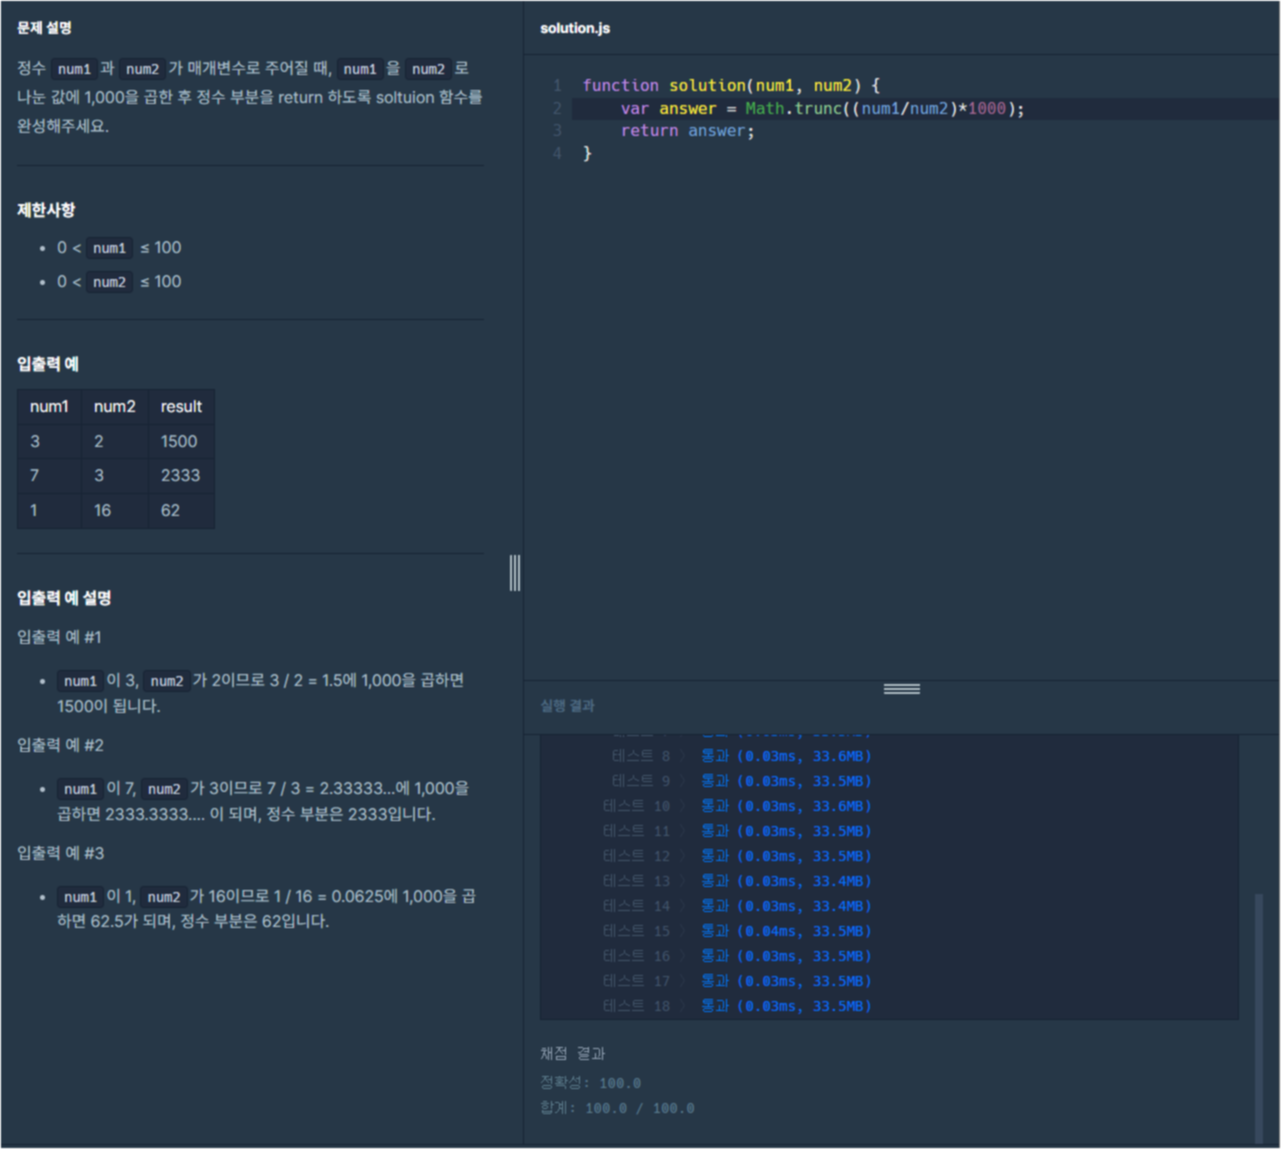 문제 설명
정수 num1 과 num2 가 매개변수로 주어질 때, num1 을 num2 로
나눈 값에 1,000을 곱한 후 정수 부분을 return 하도록 soltuion 함수를
완성해주세요.
제한사항
• 0 < num1 ≤ 100
• 0 < num2 ≤ 100
입출력 예
num1 num2 result
3 2 1500
7 3 2333
1 16 62
입출력 예 설명
입출력 예 #1
• num1 이 3, num2 가 2이므로 3 / 2 = 1.5에 1,000을 곱하면
1500이 됩니다.
입출력 예 #2
• num1 이 7, num2 가 3이므로 7 / 3 = 2.33333...에 1,000을
곱하면 2333.3333.... 이 되며, 정수 부분은 2333입니다.
입출력 예 #3
• num1 이 1, num2 가 16이므로 1 / 16 = 0.0625에 1,000을 곱
하면 62.5가 되며, 정수 부분은 62입니다.
solution.js
1 function solution(num1, num2) {
2 var answer = Math.trunc((num1/num2)*1000);
3 return answer;
4 }
실행 결과
테스트 8 〉 통과 (0.03ms, 33.6MB)
테스트 9 〉 통과 (0.03ms, 33.5MB)
테스트 10 〉 통과 (0.03ms, 33.6MB)
테스트 11 〉 통과 (0.03ms, 33.5MB)
테스트 12 〉 통과 (0.03ms, 33.5MB)
테스트 13 〉 통과 (0.03ms, 33.4MB)
테스트 14 〉 통과 (0.03ms, 33.4MB)
테스트 15 〉 통과 (0.04ms, 33.5MB)
테스트 16 〉 통과 (0.03ms, 33.5MB)
테스트 17 〉 통과 (0.03ms, 33.5MB)
테스트 18 〉 통과 (0.03ms, 33.5MB)
채점 결과
정확성: 100.0
합계: 100.0 / 100.0